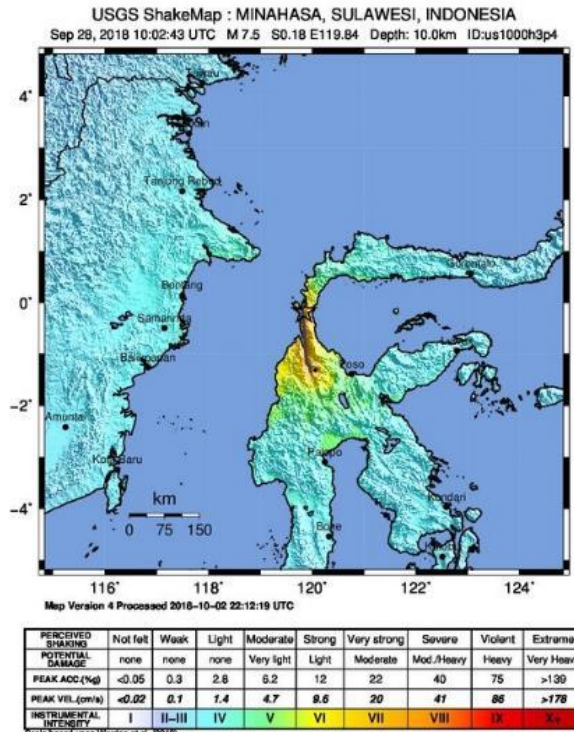 USGS ShakeMap : MINAHASA, SULAWESI, INDONESIA
Sep 28, 2018 10:02:43 UTC M 7.5 S0.18 E119.84 Depth: 10.0km ID:us1000h3p4
4°
Tanjung Redeb
2°
Gorontalo
Bontang
0°
Samarinda
Balikpapan
Poso
−2°
Amunta
Palopo
Kota Baru
km
Kendari
−4°
0 75 150
Bone
116° 118° 120° 122° 124°
Map Version 4 Processed 2018-10-02 22:12:19 UTC
PERCEIVED SHAKING Not felt Weak Light Moderate Strong Very strong Severe Violent Extreme
POTENTIAL DAMAGE none none none Very light Light Moderate Mod./Heavy Heavy Very Heavy
PEAK ACC.(%g) <0.05 0.3 2.8 6.2 12 22 40 75 >139
PEAK VEL.(cm/s) <0.02 0.1 1.4 4.7 9.6 20 41 86 >178
INSTRUMENTAL INTENSITY I II-III IV V VI VII VIII IX X+